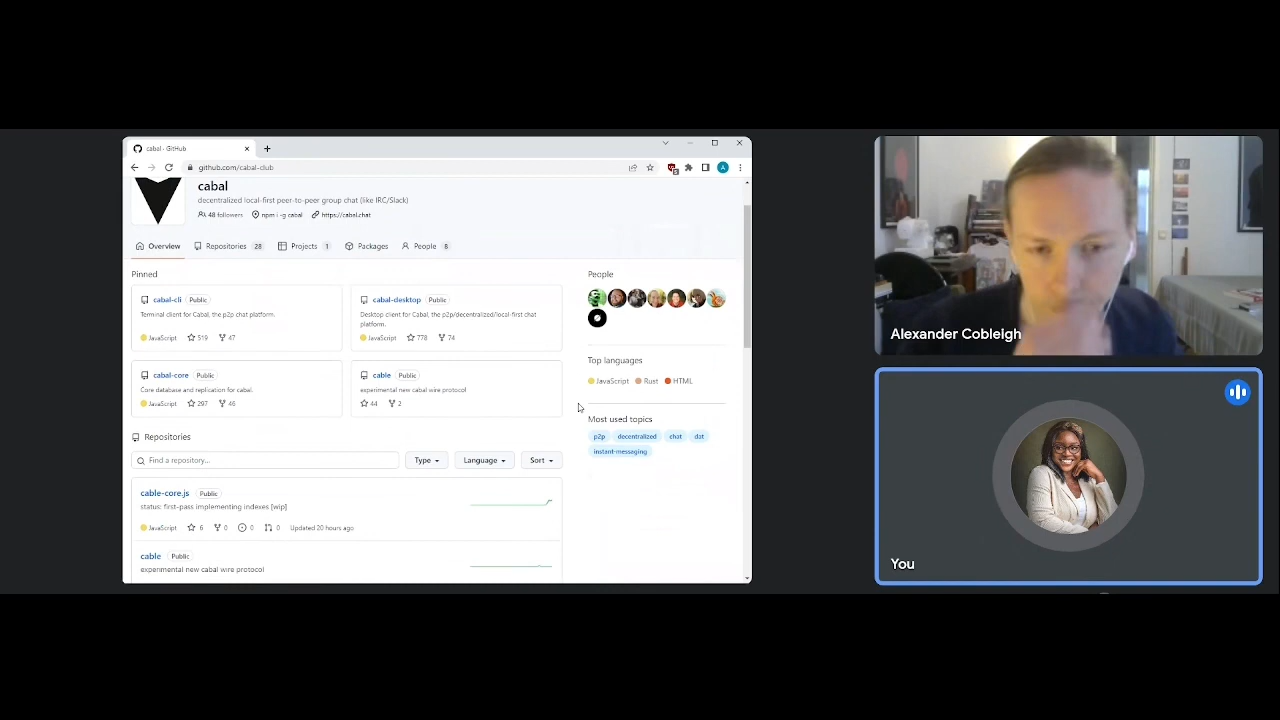 cabal · GitHub
github.com/cabal-club
cabal
decentralized local-first peer-to-peer group chat (like IRC/Slack)
48 followers npm i -g cabal https://cabal.chat
Overview Repositories 28 Projects 1 Packages People 8
Pinned
cabal-cli Public
Terminal client for Cabal, the p2p chat platform.
JavaScript 519 47
cabal-desktop Public
Desktop client for Cabal, the p2p/decentralized/local-first chat
platform.
JavaScript 778 74
cabal-core Public
Core database and replication for cabal.
JavaScript 297 46
cable Public
experimental new cabal wire protocol
44 2
Repositories
Find a repository...
Type Language Sort
cable-core.js Public
status: first-pass implementing indexes [wip]
JavaScript 6 0 0 0 Updated 20 hours ago
cable Public
experimental new cabal wire protocol
People
Top languages
JavaScript Rust HTML
Most used topics
p2p decentralized chat dat
instant-messaging
Alexander Cobleigh
You